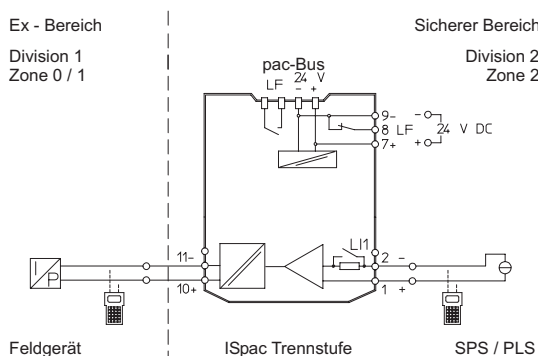 Ex - Bereich
Sicherer Bereich
Division 1
Zone 0 / 1
Division 2
Zone 2
pac-Bus
LF 24 V
- +
9- -
8 LF 24 V DC
7+ +
LI1
I
P
11-
2 -
10+
1 +
Feldgerät
ISpac Trennstufe
SPS / PLS